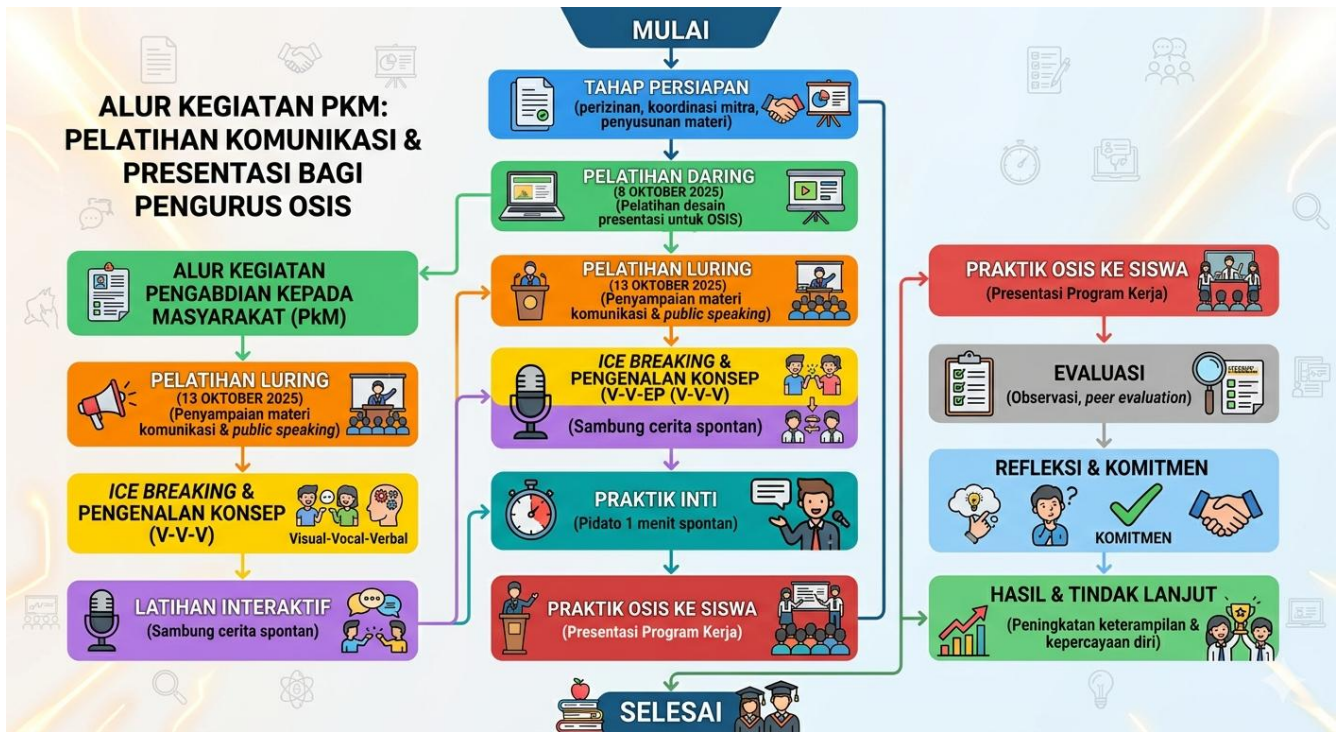 MULAI
ALUR KEGIATAN PKM:
PELATIHAN KOMUNIKASI &
PRESENTASI BAGI
PENGURUS OSIS
ALUR KEGIATAN
PENGABDIAN KEPADA
MASYARAKAT (PkM)
PELATIHAN LURING
(13 OKTOBER 2025)
(Penyampaian materi
komunikasi & public speaking)
ICE BREAKING &
PENGENALAN KONSEP
(V-V-V)
Visual-Vocal-Verbal
LATIHAN INTERAKTIF
(Sambung cerita spontan)
TAHAP PERSIAPAN
(perizinan, koordinasi mitra,
penyusunan materi)
PELATIHAN DARING
(8 OKTOBER 2025)
(Pelatihan desain
presentasi untuk OSIS)
PELATIHAN LURING
(13 OKTOBER 2025)
(Penyampaian materi
komunikasi & public speaking)
ICE BREAKING &
PENGENALAN KONSEP
(V-V-EP (V-V-V)
(Sambung cerita spontan)
PRAKTIK INTI
(Pidato 1 menit spontan)
PRAKTIK OSIS KE SISWA
(Presentasi Program Kerja)
PRAKTIK OSIS KE SISWA
(Presentasi Program Kerja)
EVALUASI
(Observasi, peer evaluation)
REFLEKSI & KOMITMEN
KOMITMEN
HASIL & TINDAK LANJUT
(Peningkatan keterampilan &
kepercayaan diri)
SELESAI